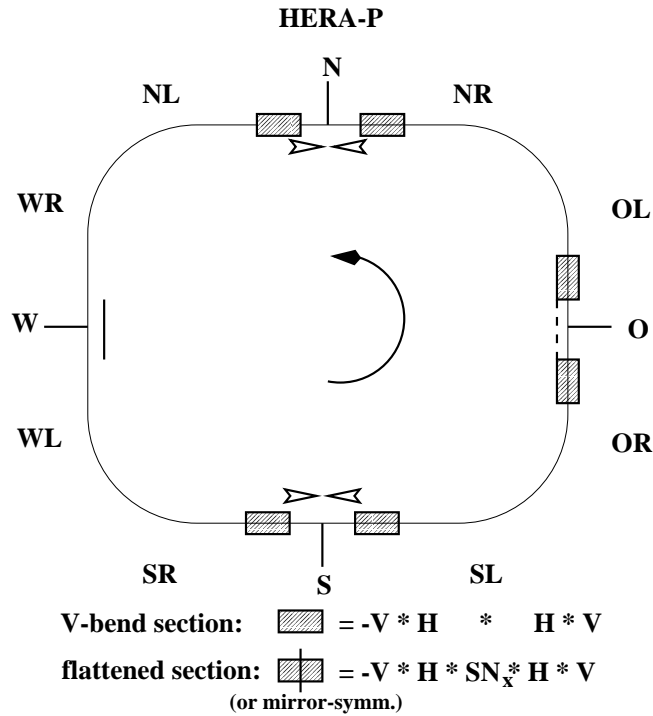 HERA-P
N
NL NR
WR OL
W O
WL OR
SR S SL
V-bend section: = -V * H * H * V
flattened section: = -V * H * SNx* H * V
(or mirror-symm.)